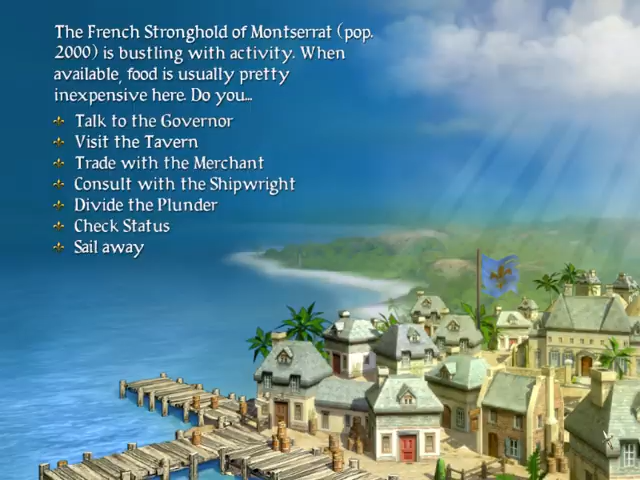 The French Stronghold of Montserrat (pop.
2000) is bustling with activity. When
available, food is usually pretty
inexpensive here. Do you...
Talk to the Governor
Visit the Tavern
Trade with the Merchant
Consult with the Shipwright
Divide the Plunder
Check Status
Sail away